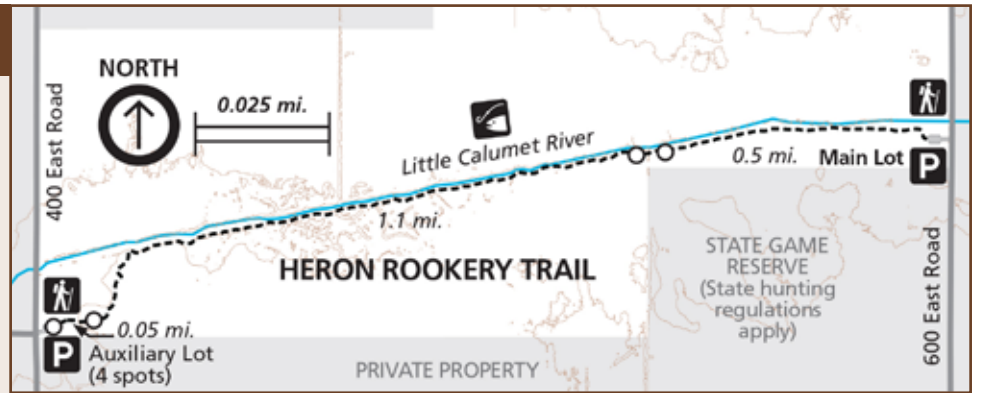 NORTH
0.025 mi.
400 East Road
Little Calumet River
0.5 mi.
Main Lot
P
1.1 mi.
HERON ROOKERY TRAIL
STATE GAME
RESERVE
(State hunting
regulations
apply)
600 East Road
0.05 mi.
P
Auxiliary Lot
(4 spots)
PRIVATE PROPERTY